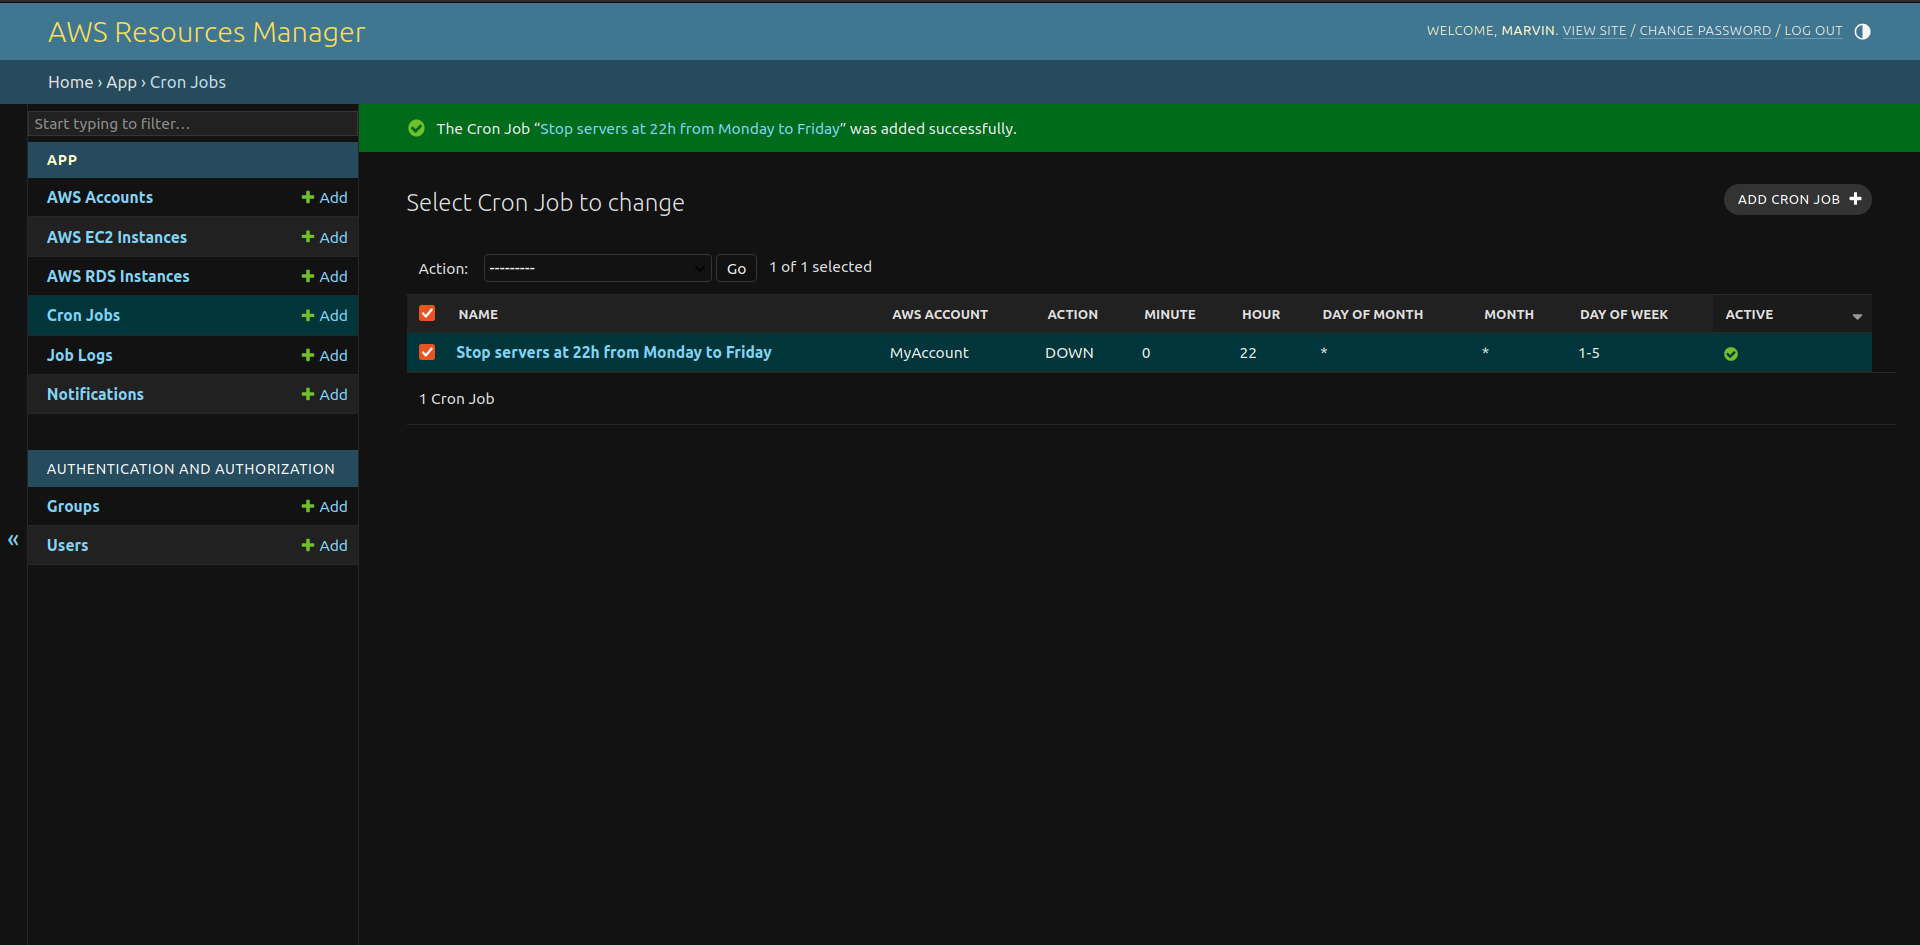 AWS Resources Manager
WELCOME, MARVIN. VIEW SITE / CHANGE PASSWORD / LOG OUT
Home › App › Cron Jobs
Start typing to filter...
APP
AWS Accounts + Add
AWS EC2 Instances + Add
AWS RDS Instances + Add
Cron Jobs + Add
Job Logs + Add
Notifications + Add
AUTHENTICATION AND AUTHORIZATION
Groups + Add
Users + Add
«
The Cron Job “Stop servers at 22h from Monday to Friday” was added successfully.
Select Cron Job to change
ADD CRON JOB +
Action: --------- Go 1 of 1 selected
NAME AWS ACCOUNT ACTION MINUTE HOUR DAY OF MONTH MONTH DAY OF WEEK ACTIVE
Stop servers at 22h from Monday to Friday MyAccount DOWN 0 22 * * 1-5
1 Cron Job